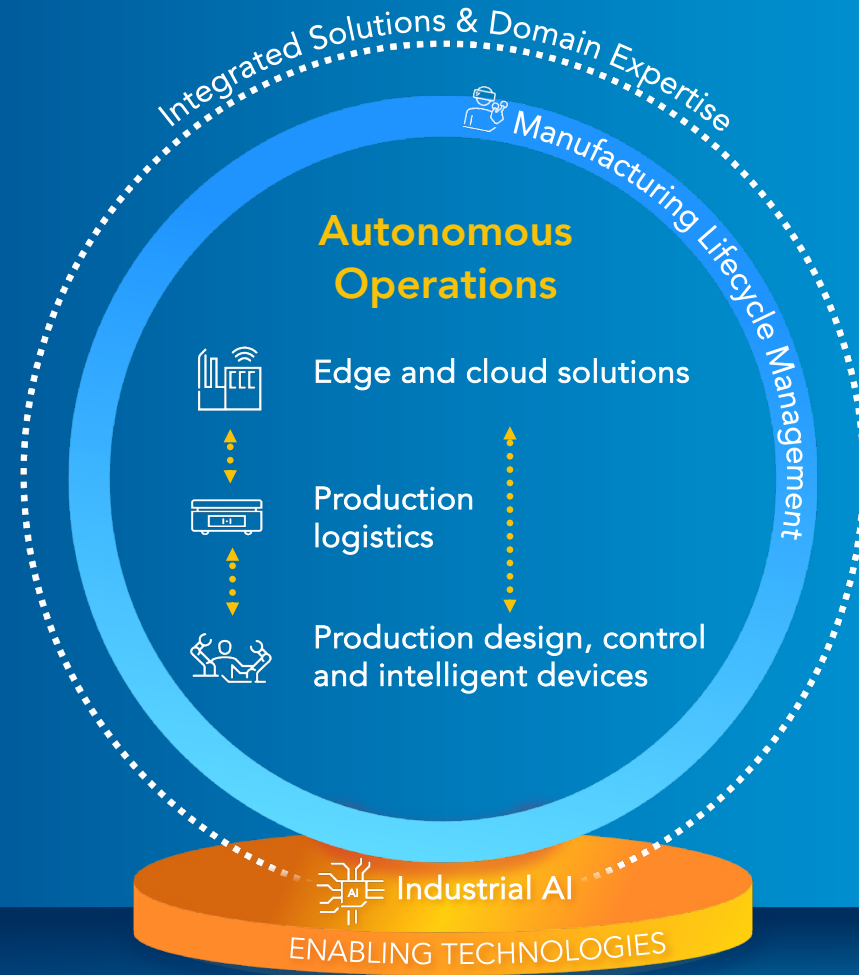 Integrated Solutions & Domain Expertise
Manufacturing Lifecycle Management
Autonomous
Operations
Edge and cloud solutions
Production
logistics
Production design, control
and intelligent devices
AI
Industrial AI
ENABLING TECHNOLOGIES